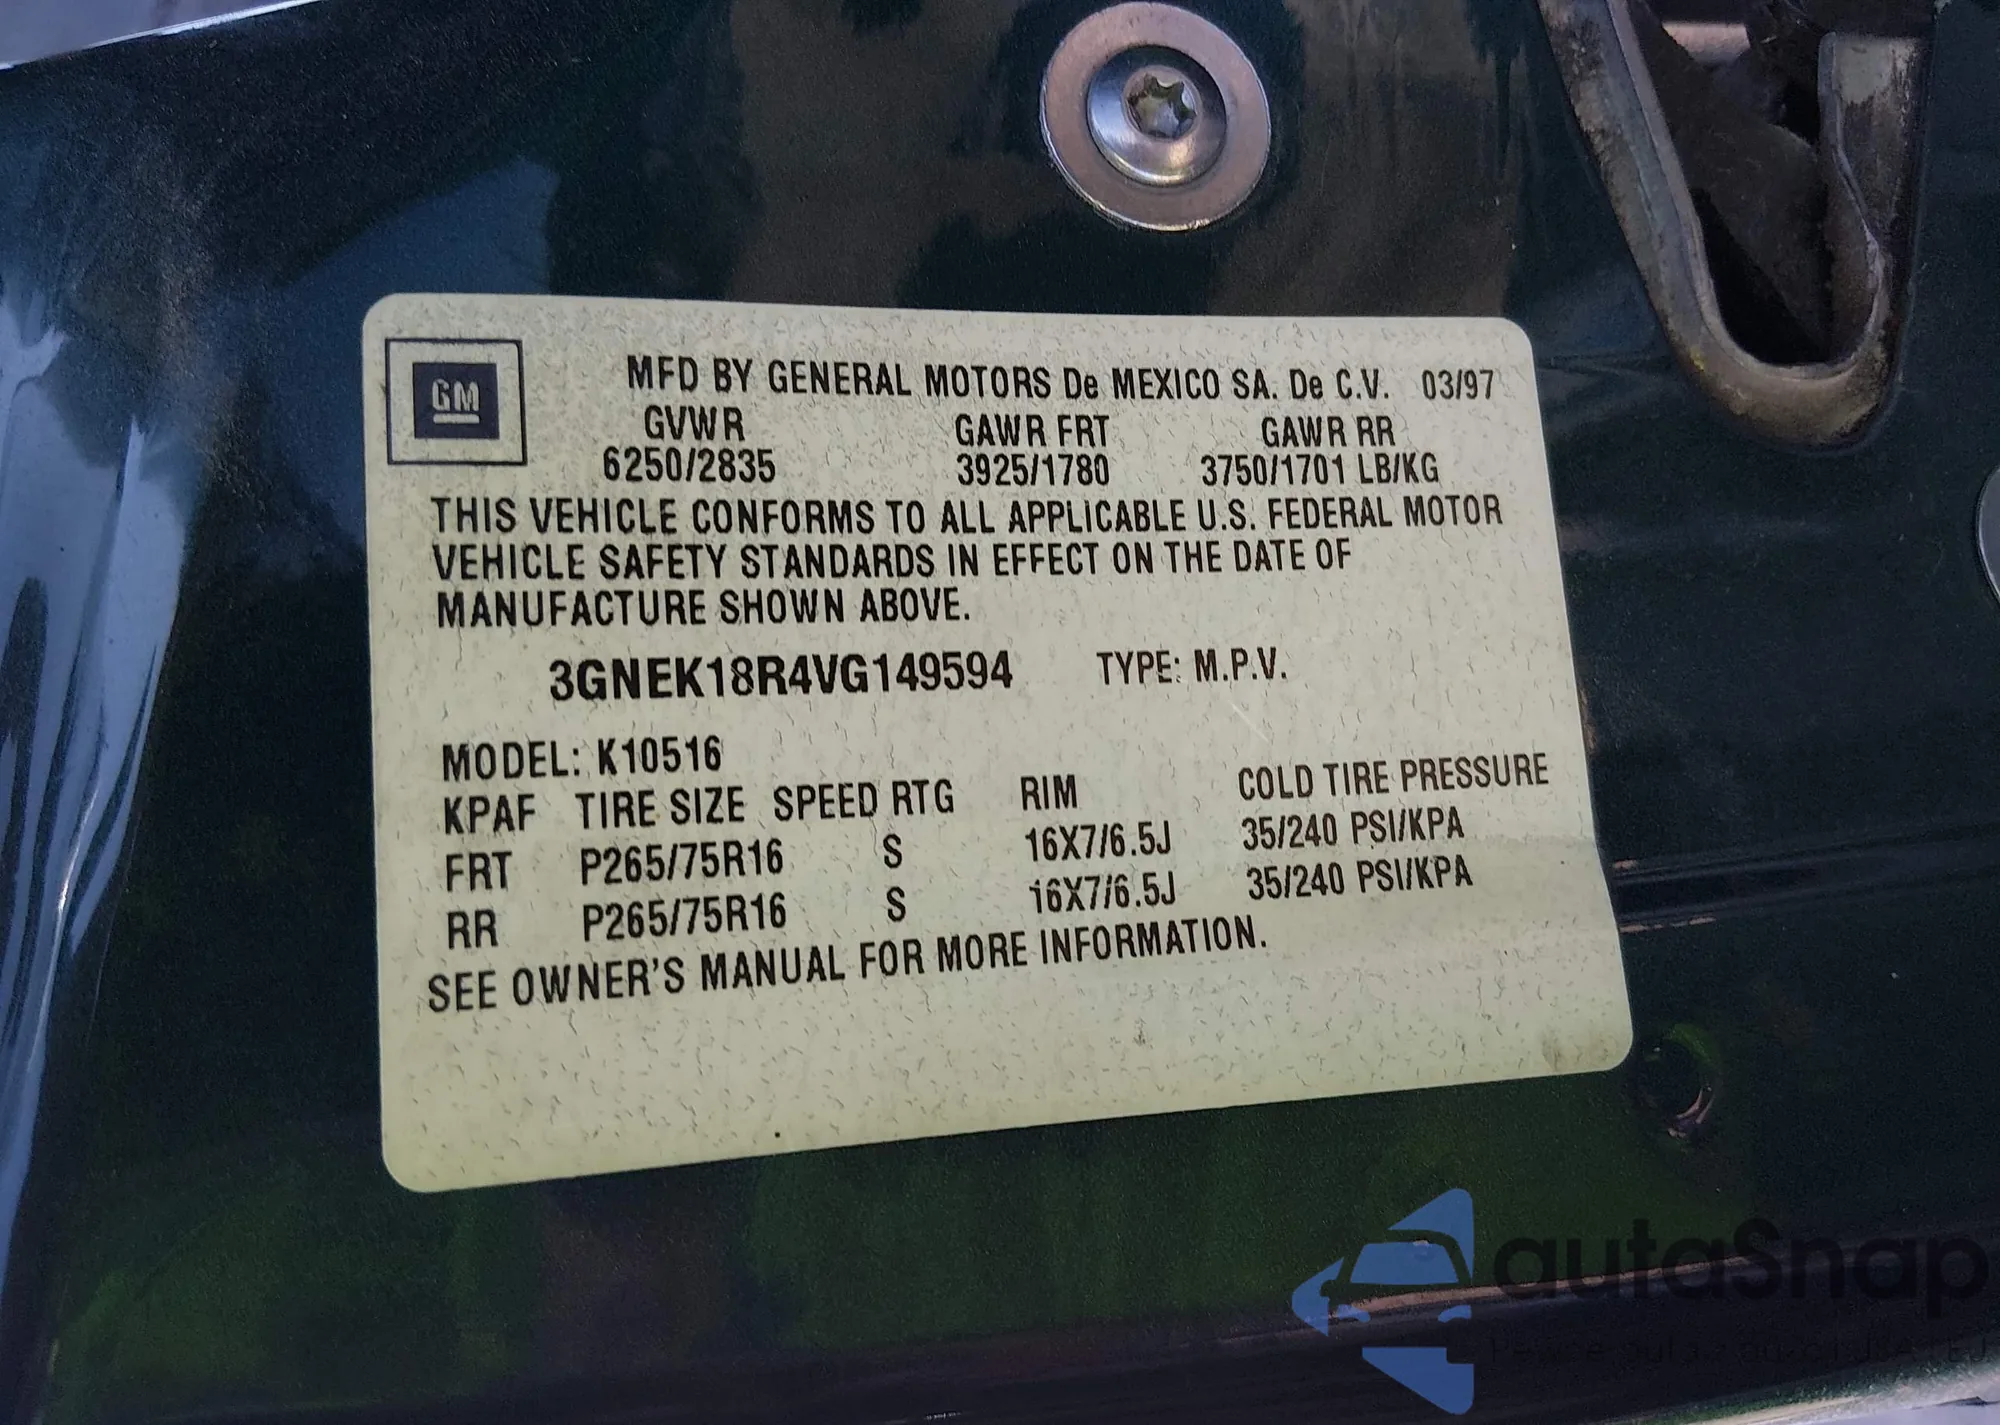 GM
MFD BY GENERAL MOTORS De MEXICO SA. De C.V. 03/97
GVWR GAWR FRT GAWR RR
6250/2835 3925/1780 3750/1701 LB/KG
THIS VEHICLE CONFORMS TO ALL APPLICABLE U.S. FEDERAL MOTOR
VEHICLE SAFETY STANDARDS IN EFFECT ON THE DATE OF
MANUFACTURE SHOWN ABOVE.
3GNEK18R4VG149594 TYPE: M.P.V.
MODEL: K10516
KPAF TIRE SIZE SPEED RTG RIM COLD TIRE PRESSURE
FRT P265/75R16 S 16X7/6.5J 35/240 PSI/KPA
RR P265/75R16 S 16X7/6.5J 35/240 PSI/KPA
SEE OWNER'S MANUAL FOR MORE INFORMATION.
autaSnap